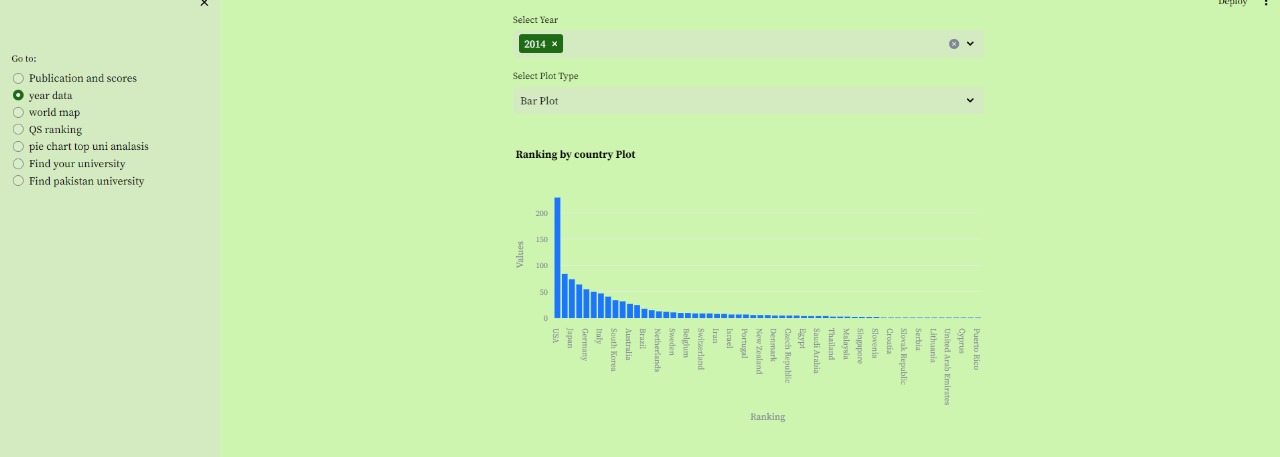 Deploy
Go to:
Publication and scores
year data
world map
QS ranking
pie chart top uni analasis
Find your university
Find pakistan university
Select Year
2014
Select Plot Type
Bar Plot
Ranking by country Plot
Values
200
150
100
50
0
USA
Japan
Germany
Italy
South Korea
Australia
Brazil
Netherlands
Sweden
Belgium
Switzerland
Iran
Israel
Portugal
New Zealand
Denmark
Czech Republic
Egypt
Saudi Arabia
Thailand
Malaysia
Singapore
Slovenia
Croatia
Slovak Republic
Serbia
Lithuania
United Arab Emirates
Cyprus
Puerto Rico
Ranking